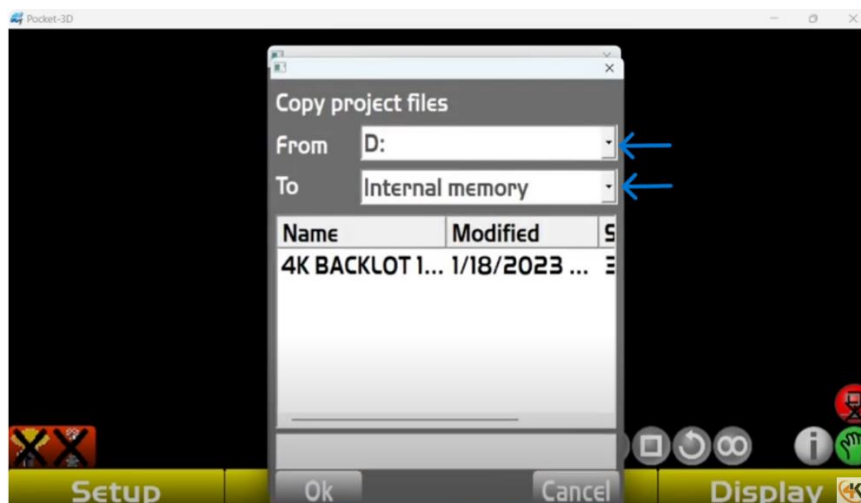 Pocket-3D
Copy project files
From D:
To Internal memory
Name Modified S
4K BACKLOT 1... 1/18/2023 ...
Ok Cancel
Setup Display